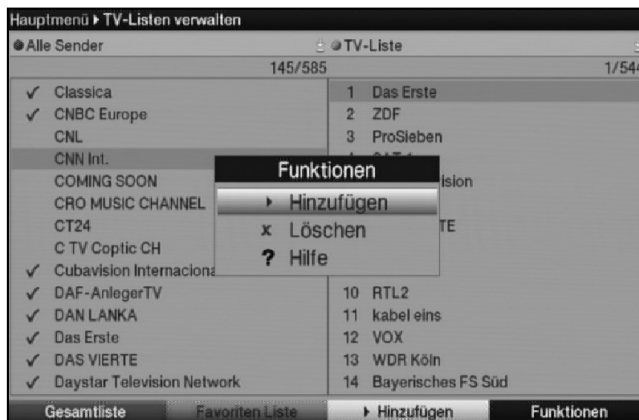 Hauptmenü ▸ TV-Listen verwalten
Alle Sender
145/585
✓ Classica
✓ CNBC Europe
CNL
CNN Int.
COMING SOON
CRO MUSIC CHANNEL
CT24
C TV Coptic CH
✓ Cubavision Internaciona
✓ DAF-AnlegerTV
✓ DAN LANKA
✓ Das Erste
✓ DAS VIERTE
✓ Daystar Television Network
TV-Liste
1/544
1 Das Erste
2 ZDF
3 ProSieben
ision
TE
10 RTL2
11 kabel eins
12 VOX
13 WDR Köln
14 Bayerisches FS Süd
Funktionen
▸ Hinzufügen
x Löschen
? Hilfe
Gesamtliste
Favoriten Liste
▸ Hinzufügen
Funktionen